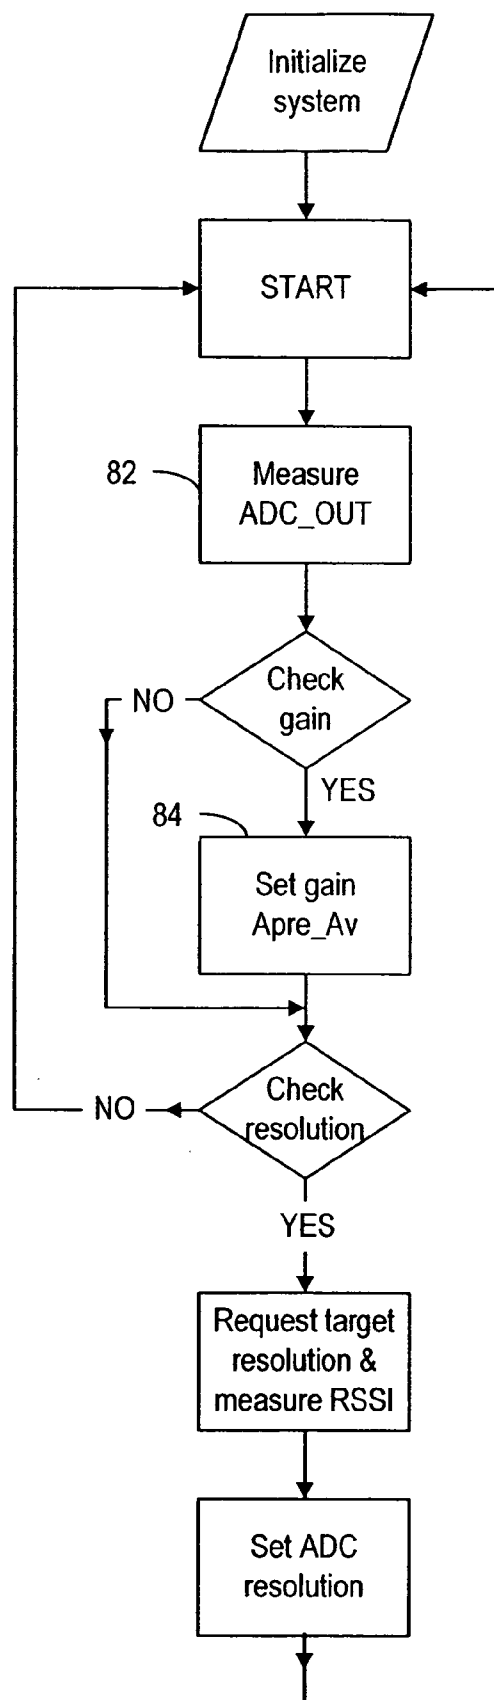 Initialize
system
START
82
Measure
ADC_OUT
Check
gain
NO
YES
84
Set gain
Apre_Av
Check
resolution
NO
YES
Request target
resolution &
measure RSSI
Set ADC
resolution